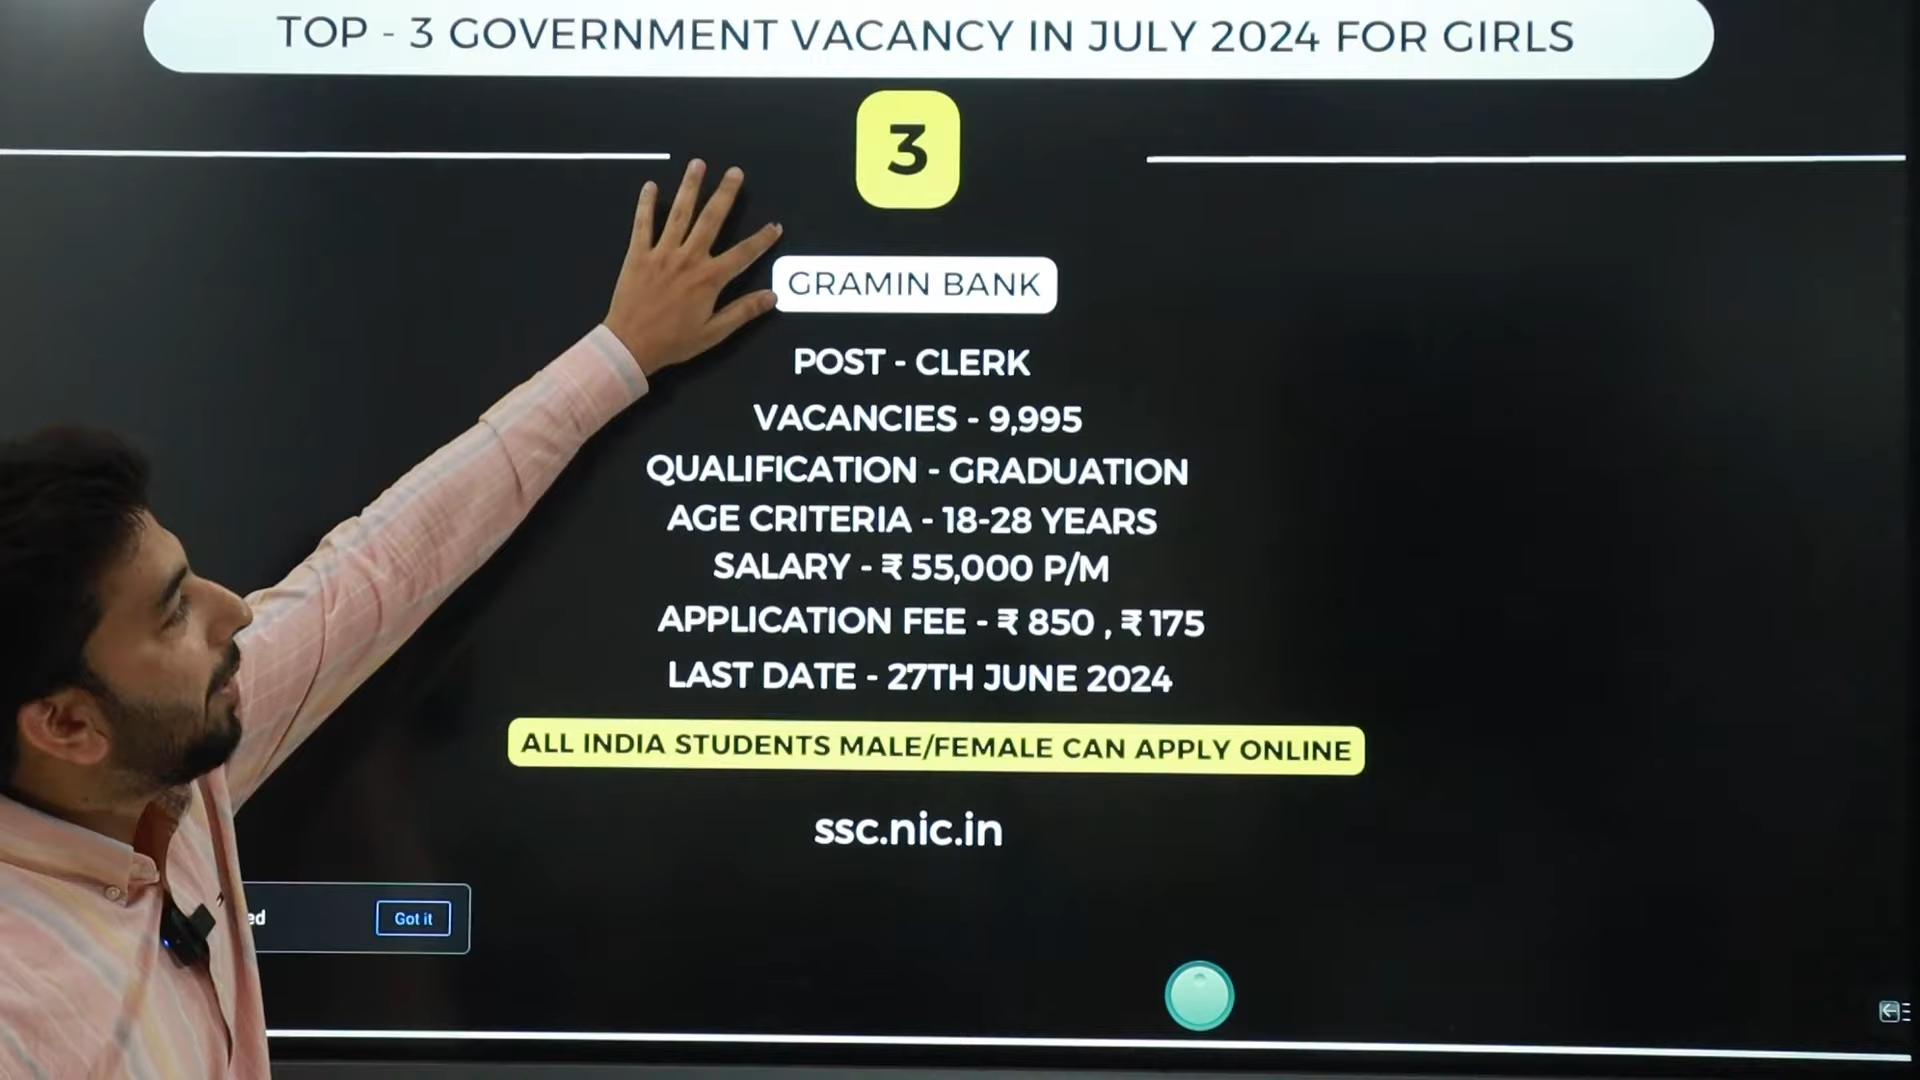 TOP - 3 GOVERNMENT VACANCY IN JULY 2024 FOR GIRLS
3
GRAMIN BANK
POST - CLERK
VACANCIES - 9,995
QUALIFICATION - GRADUATION
AGE CRITERIA - 18-28 YEARS
SALARY - ₹ 55,000 P/M
APPLICATION FEE - ₹ 850 , ₹ 175
LAST DATE - 27TH JUNE 2024
ALL INDIA STUDENTS MALE/FEMALE CAN APPLY ONLINE
ssc.nic.in
Got it